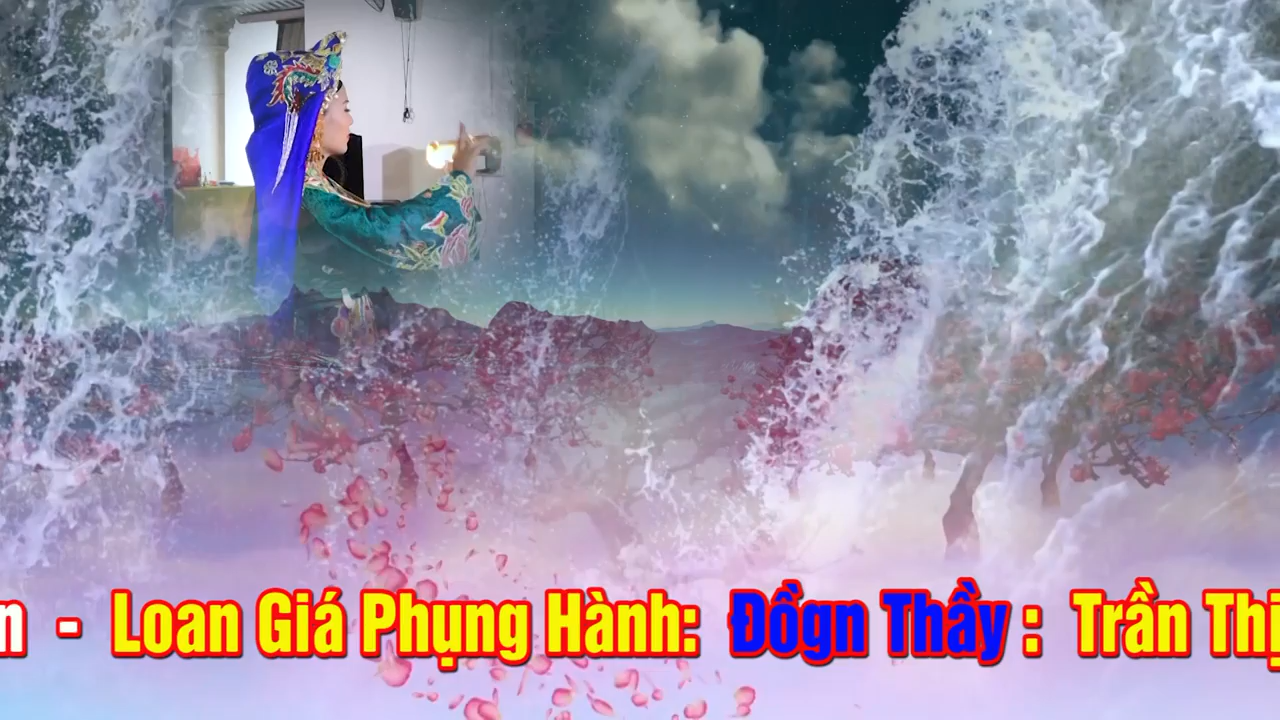 n - Loan Giá Phụng Hành: Đồgn Thầy : Trần Thị